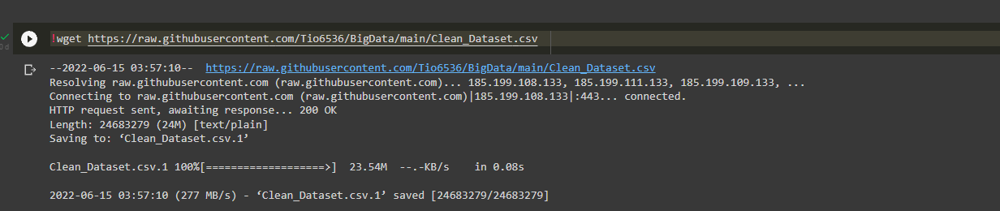 !wget https://raw.githubusercontent.com/Tio6536/BigData/main/Clean_Dataset.csv
0d
--2022-06-15 03:57:10--  https://raw.githubusercontent.com/Tio6536/BigData/main/Clean_Dataset.csv
Resolving raw.githubusercontent.com (raw.githubusercontent.com)... 185.199.108.133, 185.199.111.133, 185.199.109.133, ...
Connecting to raw.githubusercontent.com (raw.githubusercontent.com)|185.199.108.133|:443... connected.
HTTP request sent, awaiting response... 200 OK
Length: 24683279 (24M) [text/plain]
Saving to: ‘Clean_Dataset.csv.1’
Clean_Dataset.csv.1 100%[===================>]  23.54M  --.-KB/s    in 0.08s
2022-06-15 03:57:10 (277 MB/s) - ‘Clean_Dataset.csv.1’ saved [24683279/24683279]